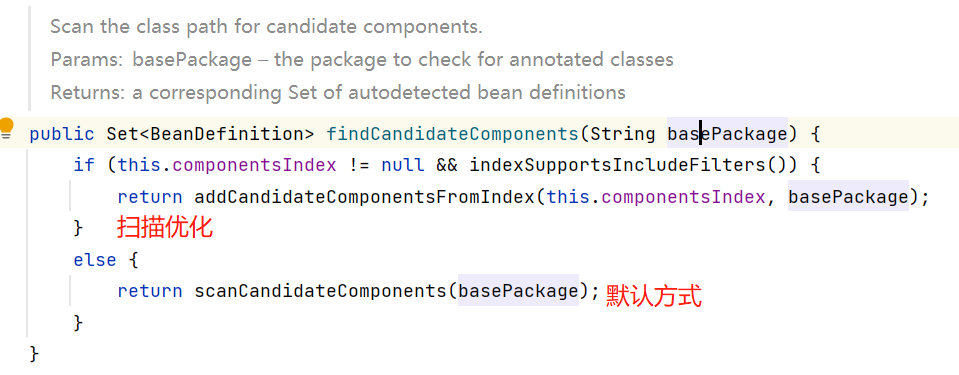 Scan the class path for candidate components.
Params: basePackage – the package to check for annotated classes
Returns: a corresponding Set of autodetected bean definitions
public Set<BeanDefinition> findCandidateComponents(String basePackage) {
if (this.componentsIndex != null && indexSupportsIncludeFilters()) {
return addCandidateComponentsFromIndex(this.componentsIndex, basePackage);
} 扫描优化
else {
return scanCandidateComponents(basePackage); 默认方式
}
}